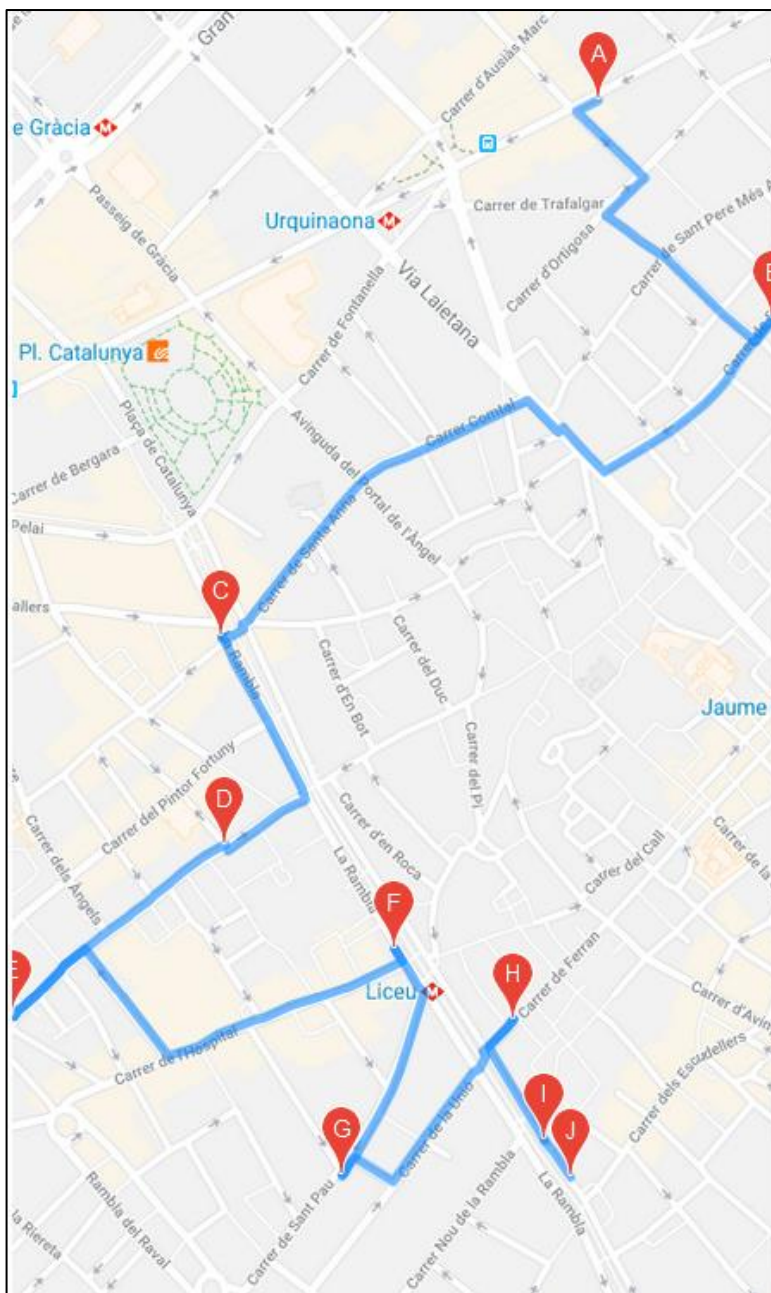 Gran
Carrer d'Ausiàs Marc
A
e Gràcia
M
Passeig de Gràcia
Urquinaona
M
Carrer de Trafalgar
Carrer d'Ortigosa
Carrer de Sant Pere Més A
Via Laietana
Carrer de Fontanella
Pl. Catalunya
Plaça de Catalunya
Carrer de Bergara
Carrer Comtal
Avinguda del Portal de l'Àngel
Pelai
Carrer de Santa Anna
allers
C
La Rambla
Carrer d'En Bot
Carrer del Duc
Carrer del Pi
Jaume
Carrer del Pintor Fortuny
D
Carrer dels Àngels
Carrer d'en Roca
La Rambla
Carrer del Call
Carrer de la
F
Liceu
M
H
Carrer de Ferran
Carrer d'Avin
Carrer de l'Hospital
Carrer dels Escudellers
I
J
G
Carrer de la Unió
Carrer Nou de la Rambla
La Rambla
Carrer de Sant Pau
Rambla del Raval
la Riereta